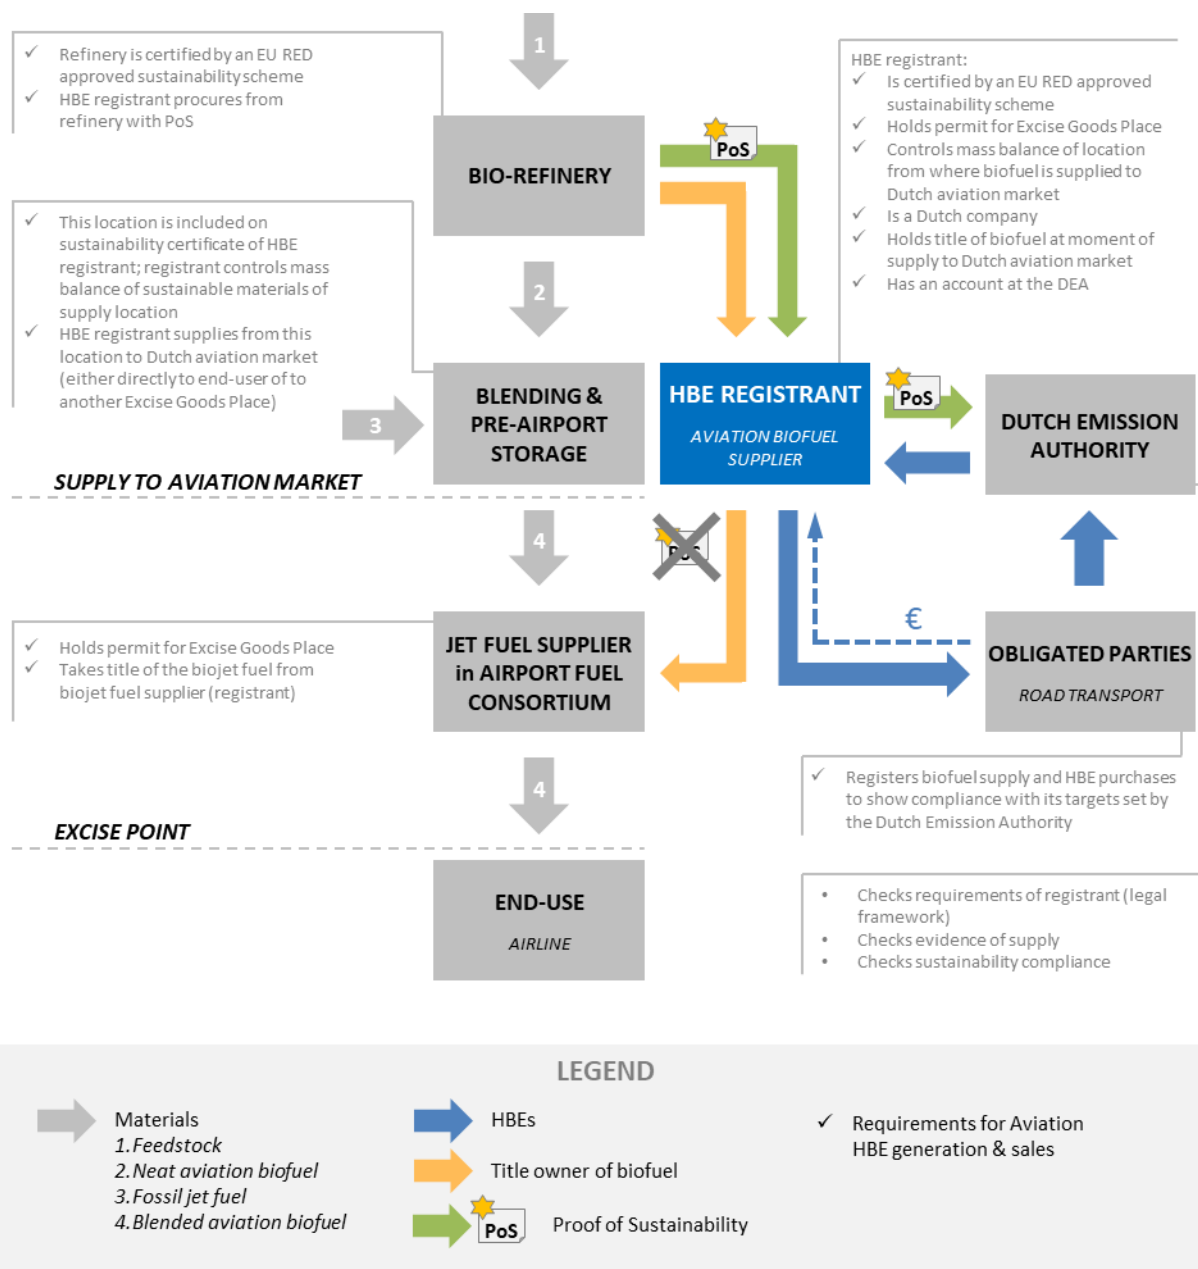 1
✓ Refinery is certified by an EU RED
approved sustainability scheme
✓ HBE registrant procures from
refinery with PoS
BIO-REFINERY
PoS
HBE registrant:
✓ Is certified by an EU RED approved
sustainability scheme
✓ Holds permit for Excise Goods Place
✓ Controls mass balance of location
from where biofuel is supplied to
Dutch aviation market
✓ Is a Dutch company
✓ Holds title of biofuel at moment of
supply to Dutch aviation market
✓ Has an account at the DEA
✓ This location is included on
sustainability certificate of HBE
registrant; registrant controls mass
balance of sustainable materials of
supply location
✓ HBE registrant supplies from this
location to Dutch aviation market
(either directly to end-user of to
another Excise Goods Place)
2
3
BLENDING &
PRE-AIRPORT
STORAGE
HBE REGISTRANT
AVIATION BIOFUEL
SUPPLIER
PoS
DUTCH EMISSION
AUTHORITY
SUPPLY TO AVIATION MARKET
4
PoS
€
✓ Holds permit for Excise Goods Place
✓ Takes title of the biojet fuel from
biojet fuel supplier (registrant)
JET FUEL SUPPLIER
in AIRPORT FUEL
CONSORTIUM
OBLIGATED PARTIES
ROAD TRANSPORT
4
✓ Registers biofuel supply and HBE purchases
to show compliance with its targets set by
the Dutch Emission Authority
EXCISE POINT
END-USE
AIRLINE
• Checks requirements of registrant (legal
framework)
• Checks evidence of supply
• Checks sustainability compliance
LEGEND
Materials
1. Feedstock
2. Neat aviation biofuel
3. Fossil jet fuel
4. Blended aviation biofuel
HBEs
Title owner of biofuel
PoS
Proof of Sustainability
✓ Requirements for Aviation
HBE generation & sales